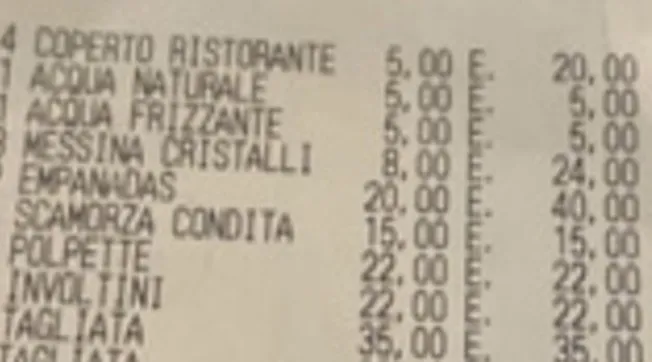 4 COPERTO RISTORANTE 5,00 E. 20,00
1 ACQUA NATURALE 5,00 E. 5,00
1 ACQUA FRIZZANTE 5,00 E. 5,00
3 MESSINA CRISTALLI 8,00 E. 24,00
EMPANADAS 20,00 E. 40,00
SCAMORZA CONDITA 15,00 E. 15,00
POLPETTE 22,00 E. 22,00
INVOLTINI 22,00 E. 22,00
TAGLIATA 35,00 E. 35,00
TAGLIATA